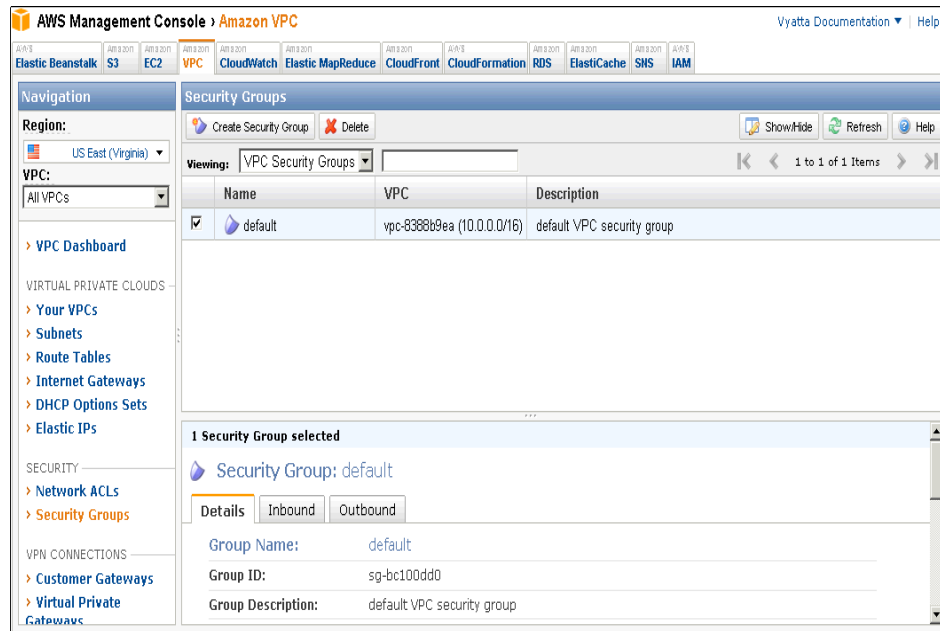 AWS Management Console › Amazon VPC
Vyatta Documentation ▼ | Help
AWS Elastic Beanstalk
Amazon S3
Amazon EC2
Amazon VPC
Amazon CloudWatch
Amazon Elastic MapReduce
Amazon CloudFront
AWS CloudFormation
Amazon RDS
Amazon ElastiCache
Amazon SNS
AWS IAM
Navigation
Region:
US East (Virginia) ▼
VPC:
All VPCs
› VPC Dashboard
VIRTUAL PRIVATE CLOUDS
› Your VPCs
› Subnets
› Route Tables
› Internet Gateways
› DHCP Options Sets
› Elastic IPs
SECURITY
› Network ACLs
› Security Groups
VPN CONNECTIONS
› Customer Gateways
› Virtual Private
Gateways
Security Groups
Create Security Group Delete Show/Hide Refresh Help
Viewing: VPC Security Groups 1 to 1 of 1 Items
Name VPC Description
default vpc-8388b9ea (10.0.0.0/16) default VPC security group
1 Security Group selected
Security Group: default
Details Inbound Outbound
Group Name: default
Group ID: sg-bc100dd0
Group Description: default VPC security group